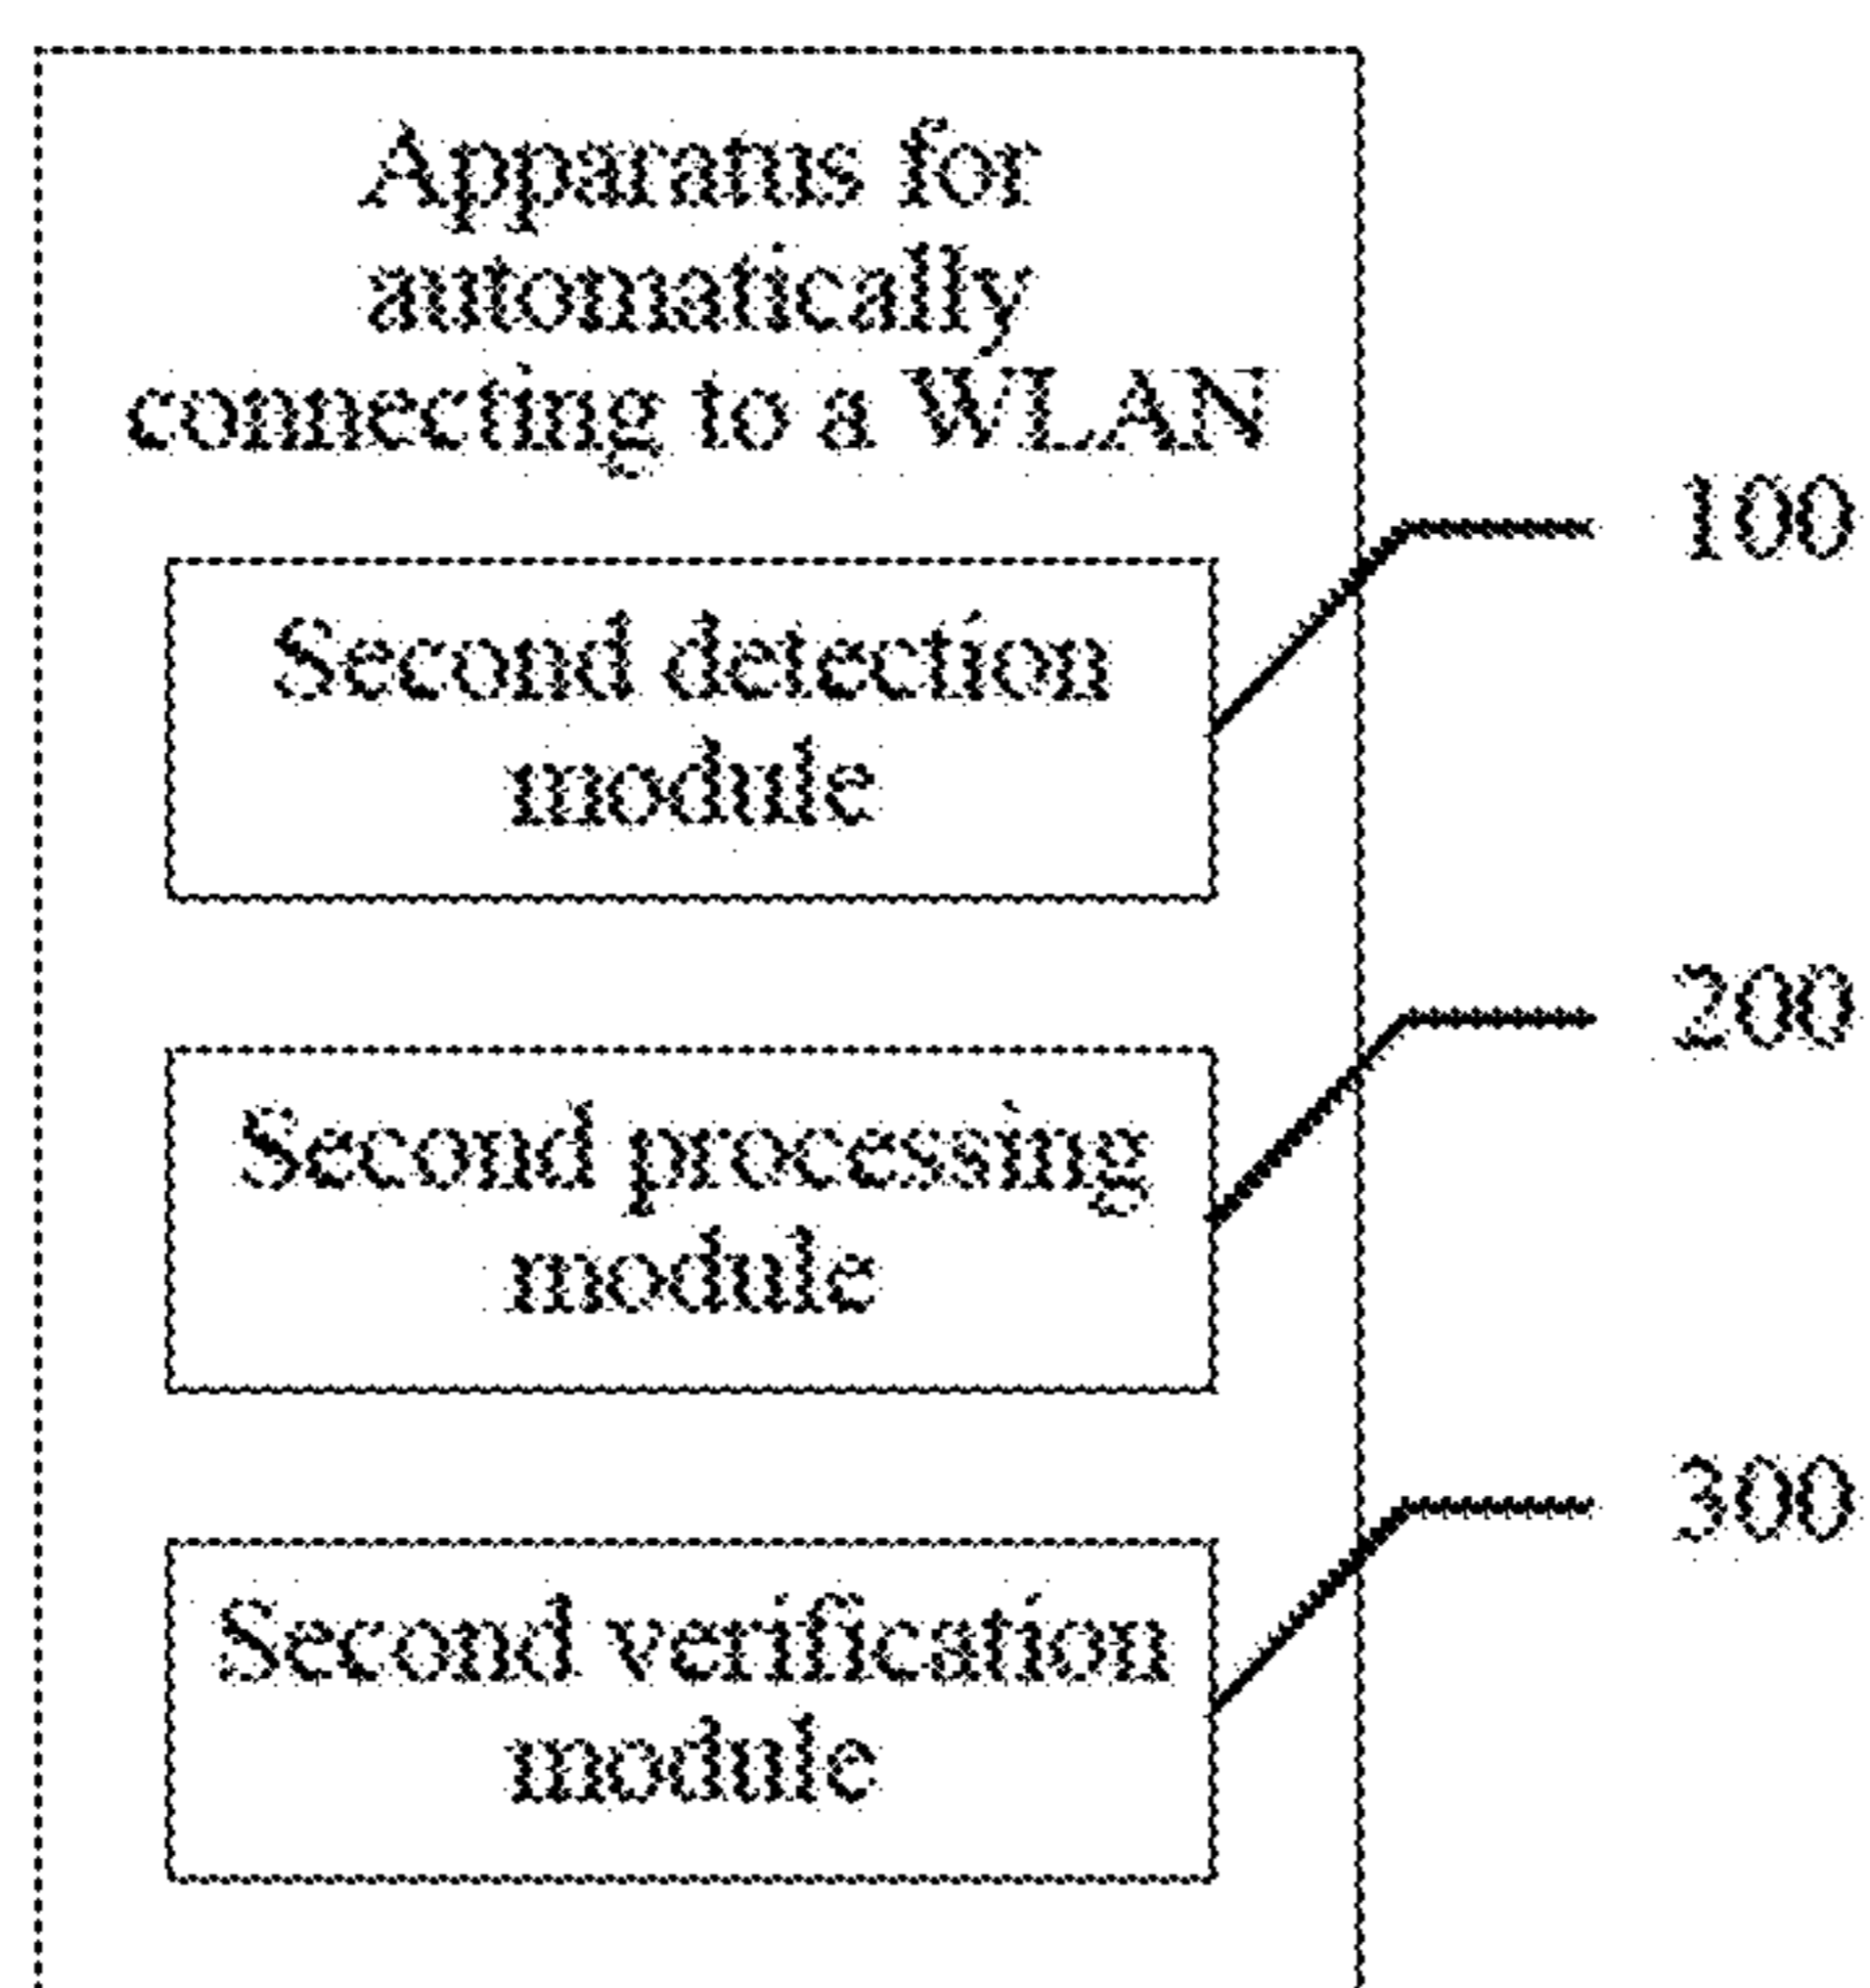 Apparatus for
automatically
connecting to a WLAN
100
Second detection
module
200
Second processing
module
300
Second verification
module